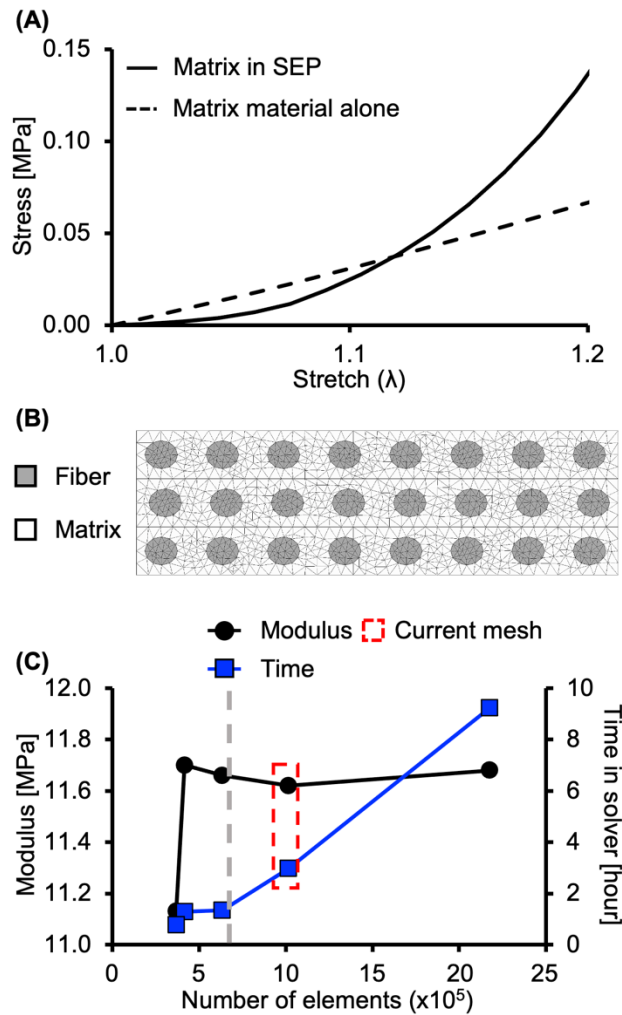 (A)
0.15
0.10
0.05
0.00
Stress [MPa]
Matrix in SEP
Matrix material alone
1.0 1.1 1.2
Stretch (λ)
(B)
Fiber
Matrix
Modulus Current mesh
Time
(C)
12.0
11.8
11.6
11.4
11.2
11.0
Modulus [MPa]
10
8
6
4
2
0
Time in solver [hour]
0 5 10 15 20 25
Number of elements (x10⁵)